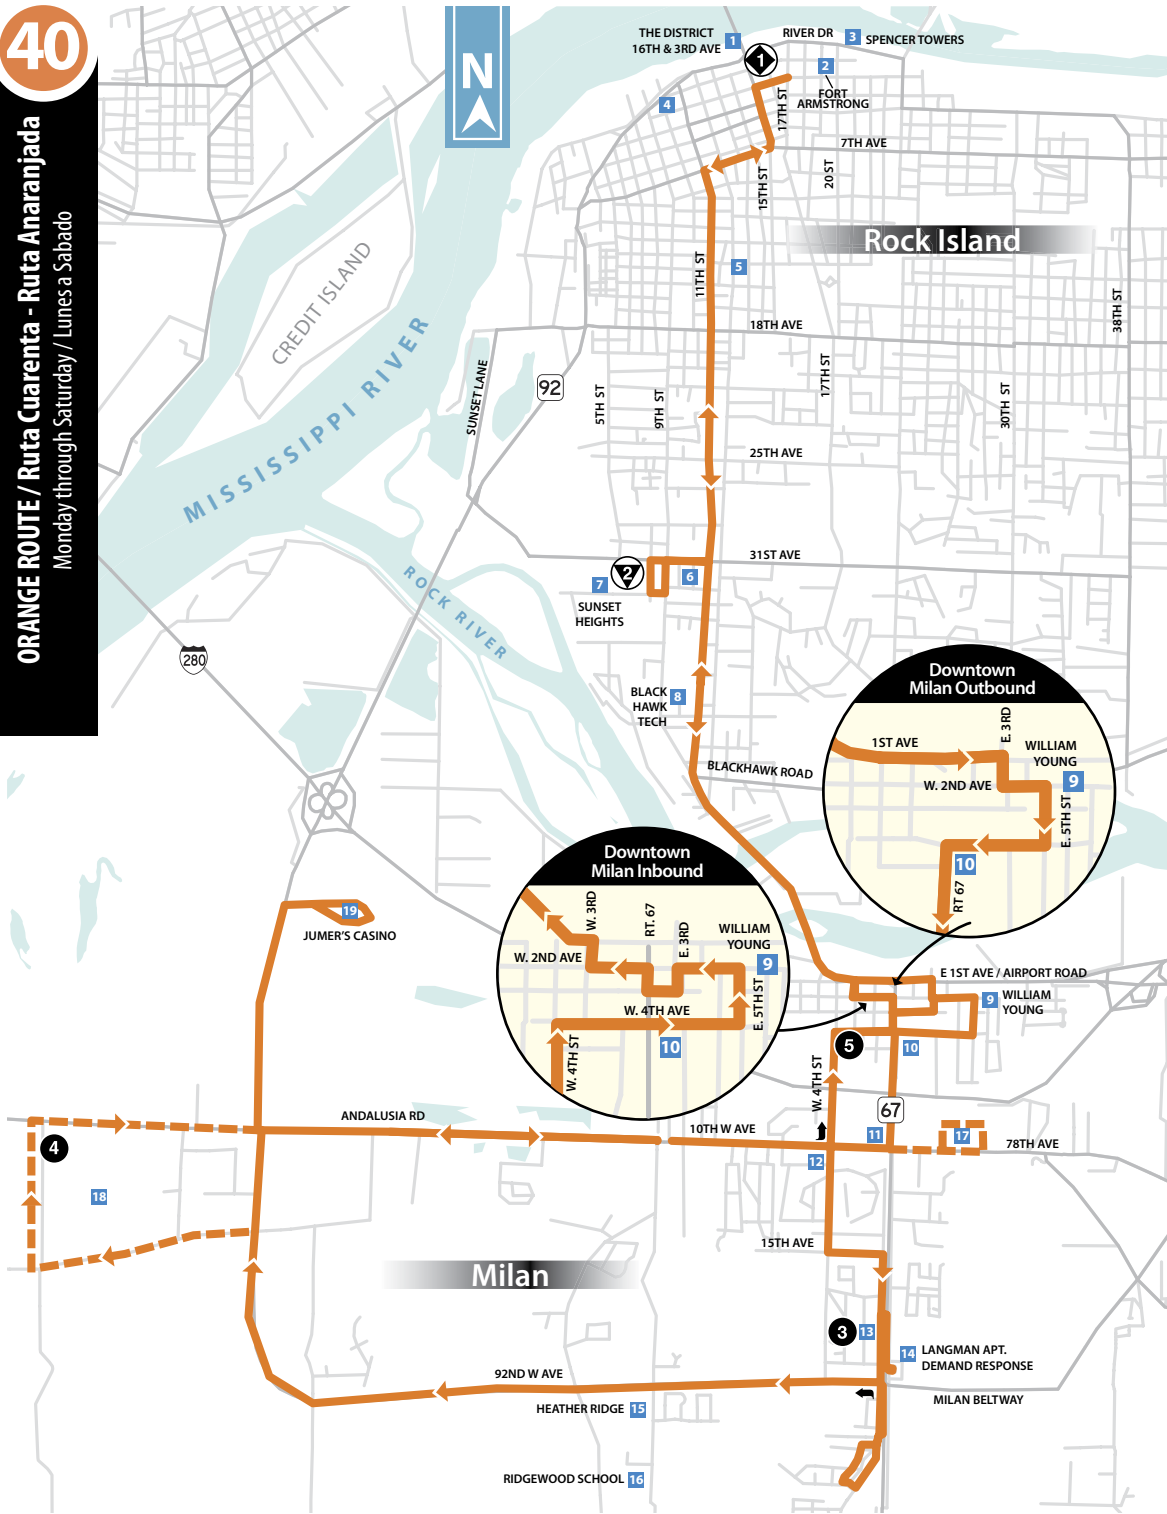 40
ORANGE ROUTE / Ruta Cuarenta - Ruta Anaranjada
Monday through Saturday / Lunes a Sabado
N
THE DISTRICT
16TH & 3RD AVE
1
1
RIVER DR
3
SPENCER TOWERS
2
FORT
ARMSTRONG
4
17TH ST
7TH AVE
15TH ST
20 ST
Rock Island
CREDIT ISLAND
11TH ST
5
38TH ST
MISSISSIPPI RIVER
18TH AVE
SUNSET LANE
92
5TH ST
9TH ST
17TH ST
30TH ST
25TH AVE
31ST AVE
2
6
7
SUNSET
HEIGHTS
ROCK RIVER
280
BLACK
HAWK
TECH
8
BLACKHAWK ROAD
Downtown
Milan Outbound
1ST AVE
E. 3RD
WILLIAM
YOUNG
9
W. 2ND AVE
E. 5TH ST
10
RT 67
Downtown
Milan Inbound
W. 3RD
RT. 67
E. 3RD
WILLIAM
YOUNG
9
W. 2ND AVE
W. 4TH AVE
E. 5TH ST
10
W. 4TH ST
19
JUMER'S CASINO
E 1ST AVE / AIRPORT ROAD
9
WILLIAM
YOUNG
5
10
W. 4TH ST
67
ANDALUSIA RD
10TH W AVE
11
17
78TH AVE
4
12
18
15TH AVE
Milan
3
13
14
LANGMAN APT.
DEMAND RESPONSE
92ND W AVE
MILAN BELTWAY
HEATHER RIDGE
15
RIDGEWOOD SCHOOL
16